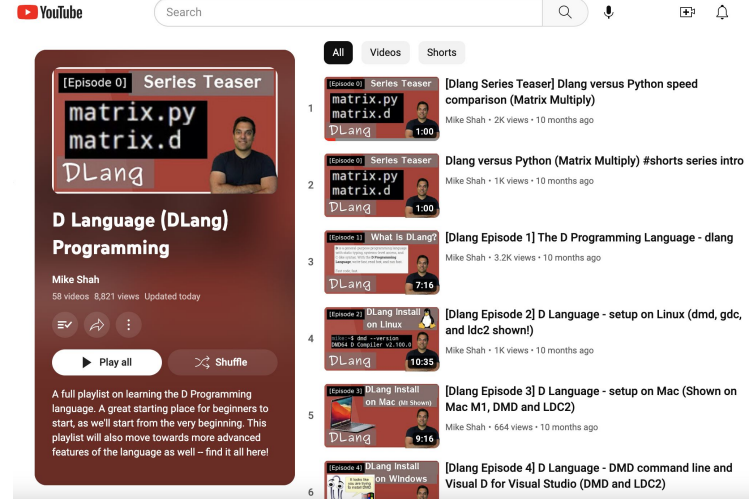 YouTube
Search
[Episode 0] Series Teaser
matrix.py
matrix.d
DLang
D Language (DLang)
Programming
Mike Shah
58 videos 8,821 views Updated today
Play all
Shuffle
A full playlist on learning the D Programming
language. A great starting place for beginners to
start, as we'll start from the very beginning. This
playlist will also move towards more advanced
features of the language as well -- find it all here!
All
Videos
Shorts
1
[Episode 0] Series Teaser
matrix.py
matrix.d
DLang
1:00
[Dlang Series Teaser] Dlang versus Python speed
comparison (Matrix Multiply)
Mike Shah • 2K views • 10 months ago
2
[Episode 0] Series Teaser
matrix.py
matrix.d
DLang
1:00
Dlang versus Python (Matrix Multiply) #shorts series intro
Mike Shah • 1K views • 10 months ago
3
[Episode 1] What is DLang?
DLang
7:16
[Dlang Episode 1] The D Programming Language - dlang
Mike Shah • 3.2K views • 10 months ago
4
[Episode 2] DLang Install
on Linux
mike:~$ dmd --version
DMD64 D Compiler v2.100.0
DLang
10:35
[Dlang Episode 2] D Language - setup on Linux (dmd, gdc,
and ldc2 shown!)
Mike Shah • 1K views • 10 months ago
5
[Episode 3] DLang Install
on Mac (M1 Shown)
DLang
9:16
[Dlang Episode 3] D Language - setup on Mac (Shown on
Mac M1, DMD and LDC2)
Mike Shah • 664 views • 10 months ago
6
[Episode 4] DLang Install
on Windows
[Dlang Episode 4] D Language - DMD command line and
Visual D for Visual Studio (DMD and LDC2)